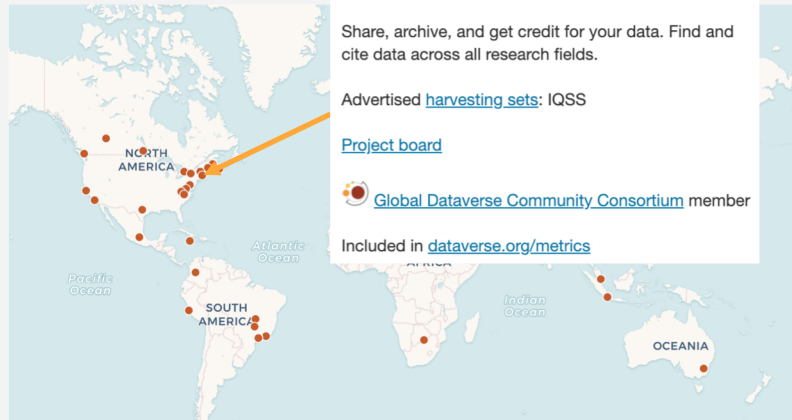 Share, archive, and get credit for your data. Find and
cite data across all research fields.
Advertised harvesting sets: IQSS
Project board
Global Dataverse Community Consortium member
Included in dataverse.org/metrics
NORTH
AMERICA
Atlantic
Ocean
Pacific
Ocean
SOUTH
AMERICA
AFRICA
Indian
Ocean
OCEANIA